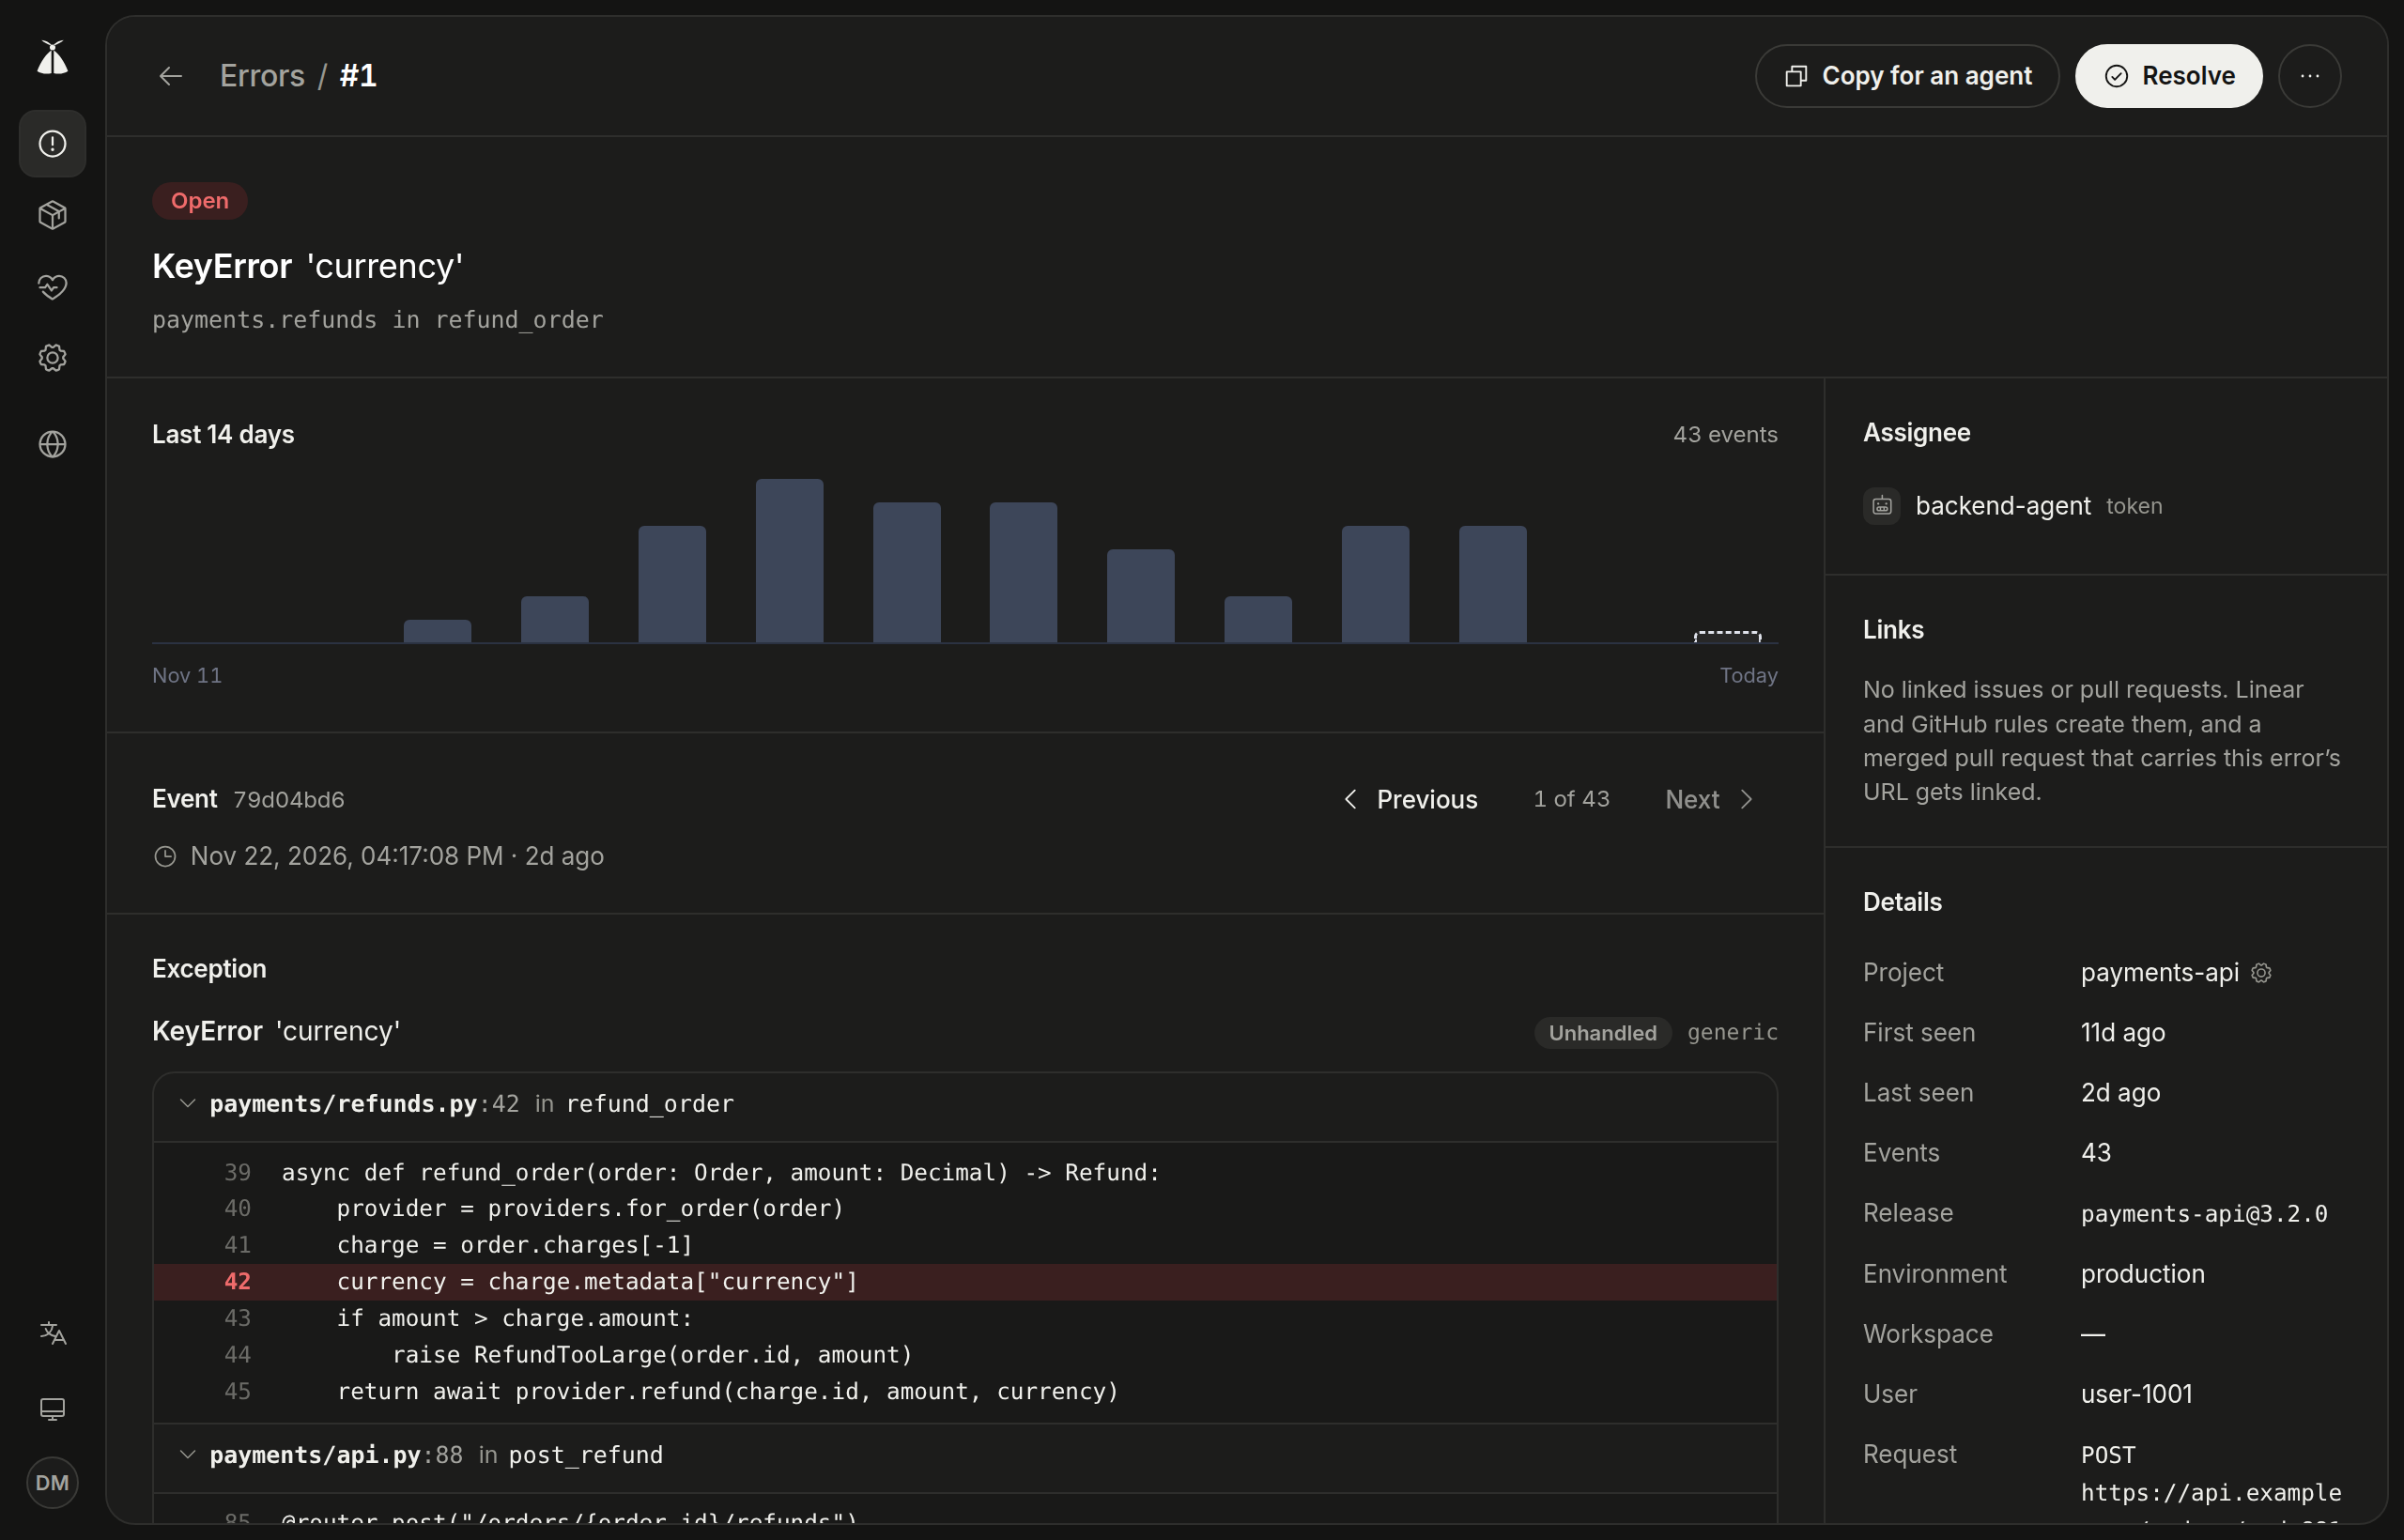 Errors / #1
Copy for an agent
Resolve
Open
KeyError 'currency'
payments.refunds in refund_order
Last 14 days
43 events
Nov 11
Today
Event 79d04bd6
Previous
1 of 43
Next
Nov 22, 2026, 04:17:08 PM · 2d ago
Exception
KeyError 'currency'
Unhandled
generic
payments/refunds.py:42 in refund_order
39 async def refund_order(order: Order, amount: Decimal) -> Refund:
40     provider = providers.for_order(order)
41     charge = order.charges[-1]
42     currency = charge.metadata["currency"]
43     if amount > charge.amount:
44         raise RefundTooLarge(order.id, amount)
45     return await provider.refund(charge.id, amount, currency)
payments/api.py:88 in post_refund
85 @router.post("/orders/{order_id}/refunds")
Assignee
backend-agent token
Links
No linked issues or pull requests. Linear
and GitHub rules create them, and a
merged pull request that carries this error’s
URL gets linked.
Details
Project payments-api
First seen 11d ago
Last seen 2d ago
Events 43
Release payments-api@3.2.0
Environment production
Workspace —
User user-1001
Request POST
https://api.example
DM